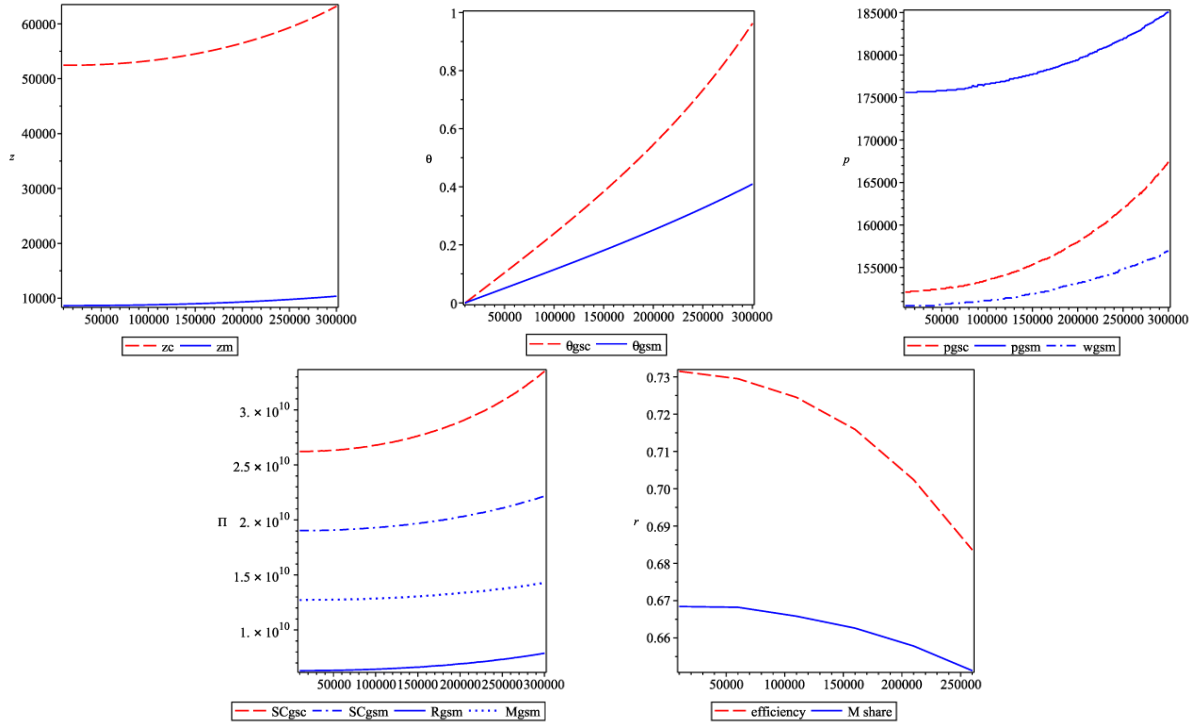 60000
50000
40000
z
30000
20000
10000
50000 100000 150000 200000 250000 300000
zc zm
1
0.8
0.6
θ
0.4
0.2
0
50000 100000 150000 200000 250000 300000
θgsc θgsm
185000
180000
175000
170000
p
165000
160000
155000
50000 100000 150000 200000 250000 300000
pgsc pgsm wgsm
3. × 10^10
2.5 × 10^10
Π 2. × 10^10
1.5 × 10^10
1. × 10^10
50000 100000 150000 200000 250000 300000
SCgsc SCgsm Rgsm Mgsm
0.73
0.72
0.71
0.70
r
0.69
0.68
0.67
0.66
50000 100000 150000 200000 250000
efficiency M share